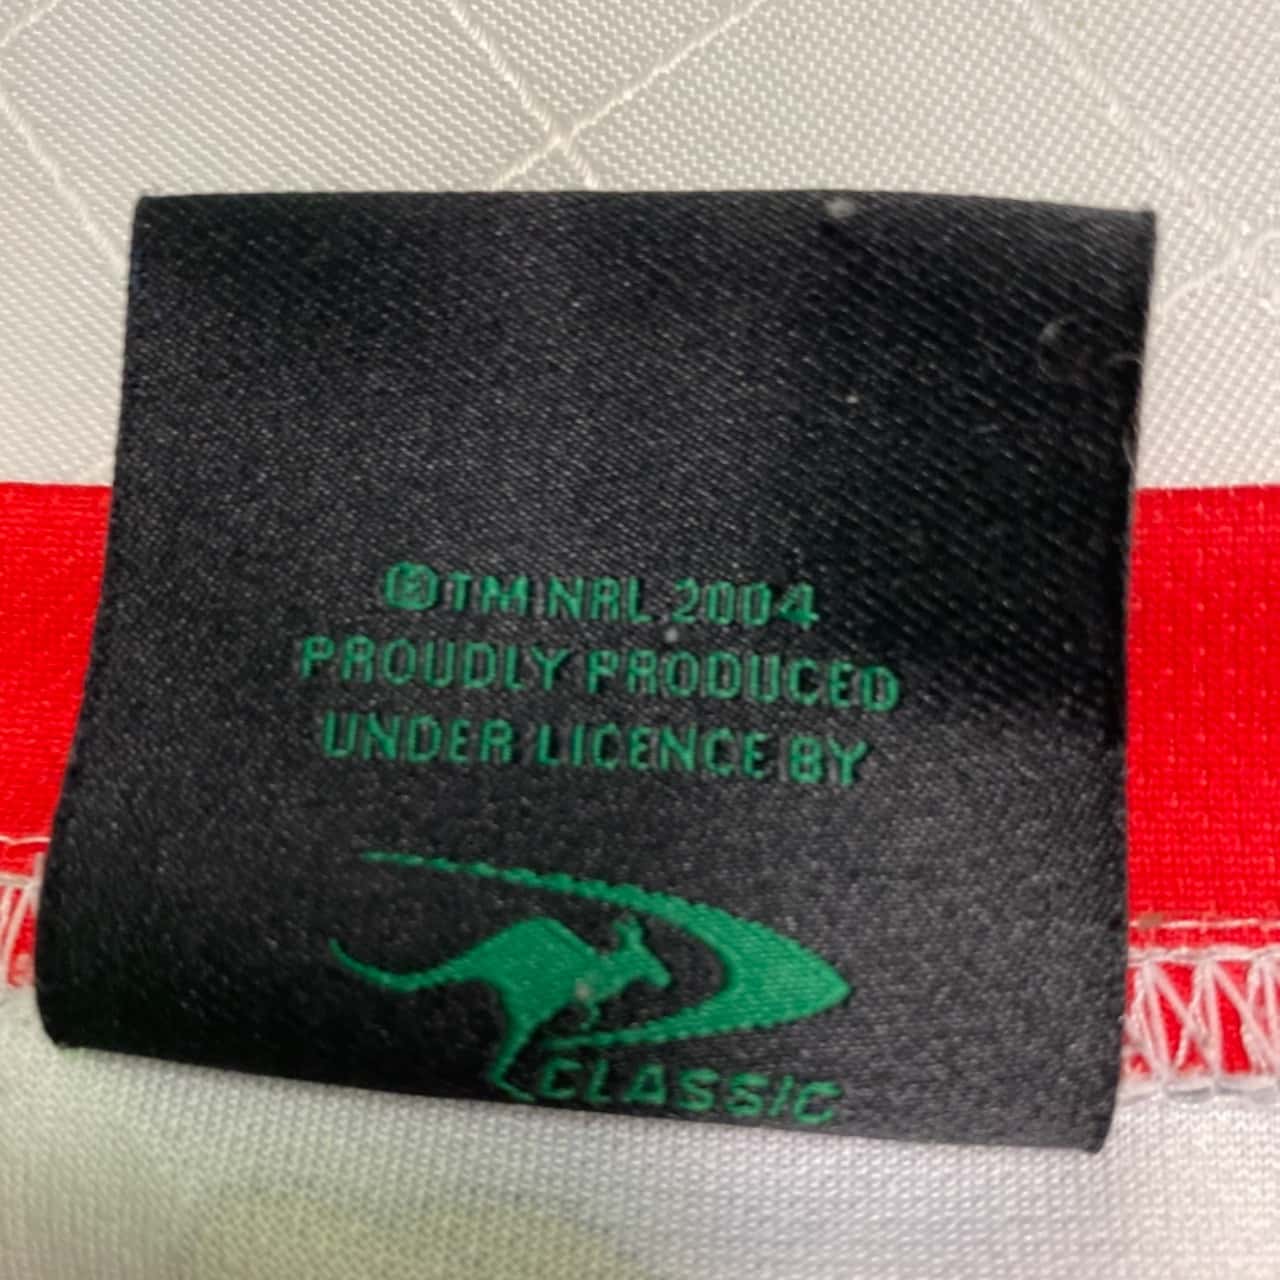 ©TM NRL 2004
PROUDLY PRODUCED
UNDER LICENCE BY
CLASSIC